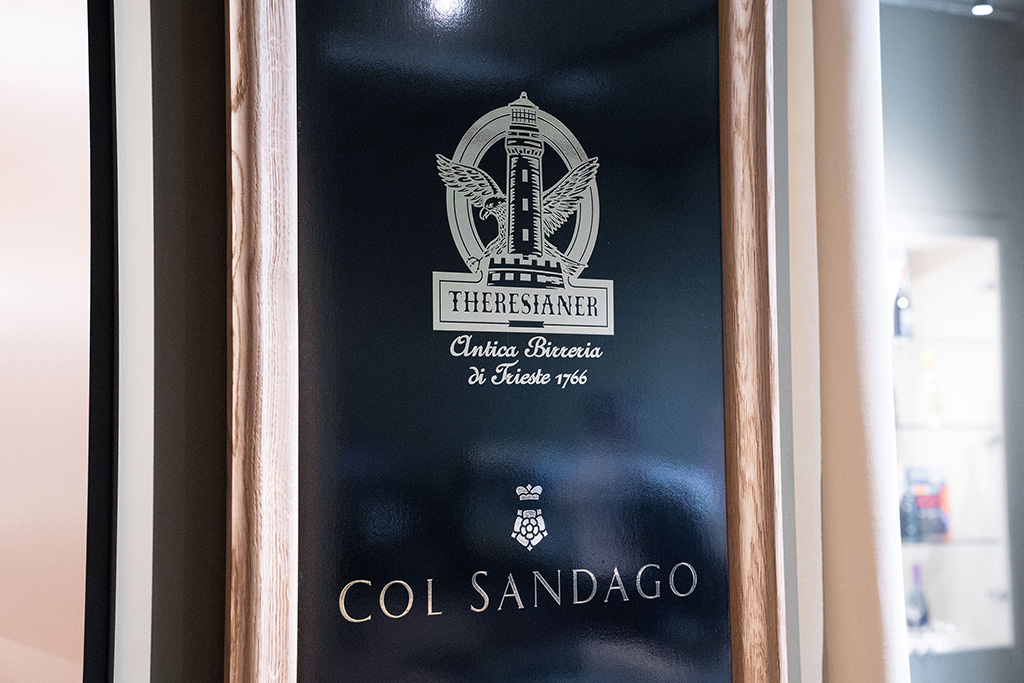 THERESIANER
Antica Birreria
di Trieste 1766
COL SANDAGO